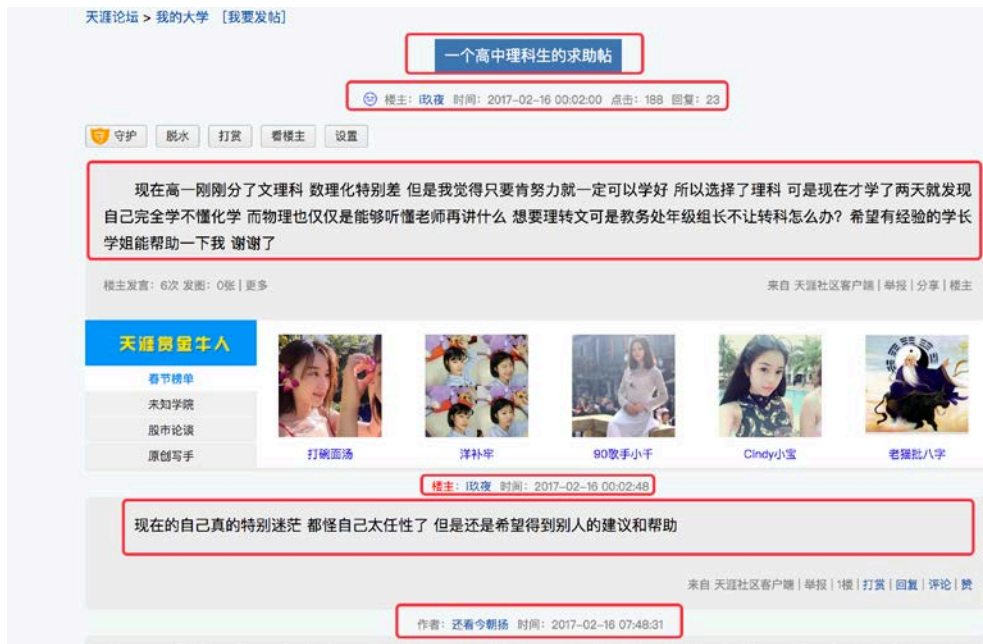 天涯论坛 > 我的大学 [我要发帖]
一个高中理科生的求助帖
楼主：i玖夜 时间：2017-02-16 00:02:00 点击：188 回复：23
守护 脱水 打赏 看楼主 设置
现在高一刚刚分了文理科 数理化特别差 但是我觉得只要肯努力就一定可以学好 所以选择了理科 可是现在才学了两天就发现
自己完全学不懂化学 而物理也仅仅是能够听懂老师再讲什么 想要理转文可是教务处年级组长不让转科怎么办？希望有经验的学长
学姐能帮助一下我 谢谢了
楼主发言：6次 发图：0张 | 更多
来自 天涯社区客户端 | 举报 | 分享 | 楼主
天涯赏金牛人
春节榜单
未知学院
股市论谈
原创写手
打碗面汤 洋补牢 90歌手小千 Cindy小宝 老猫批八字
楼主：i玖夜 时间：2017-02-16 00:02:48
现在的自己真的特别迷茫 都怪自己太任性了 但是还是希望得到别人的建议和帮助
来自 天涯社区客户端 | 举报 | 1楼 | 打赏 | 回复 | 评论 | 赞
作者：还看今朝扬 时间：2017-02-16 07:48:31